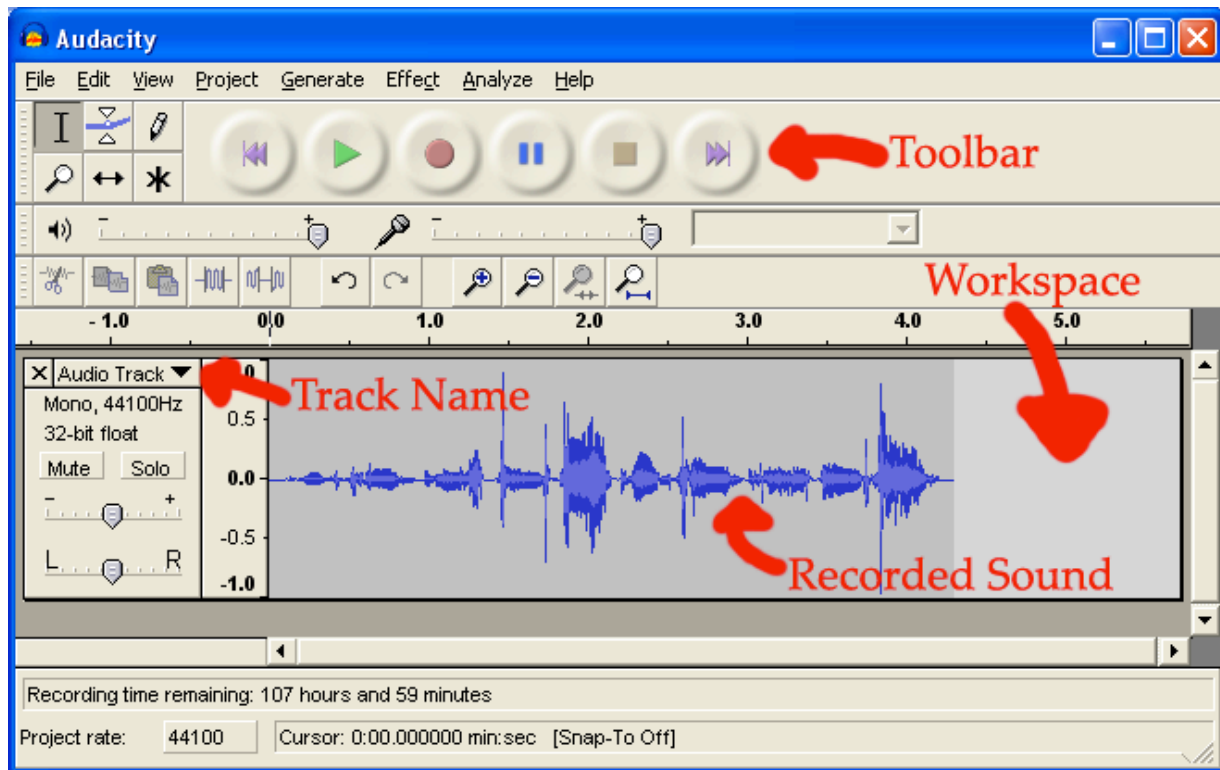 Audacity
File Edit View Project Generate Effect Analyze Help
Toolbar
- + - +
Workspace
- 1.0 0.0 1.0 2.0 3.0 4.0 5.0
X Audio Track
Track Name
Mono, 44100Hz
32-bit float
Mute Solo
- +
L R
.0
0.5
0.0
-0.5
-1.0
Recorded Sound
Recording time remaining: 107 hours and 59 minutes
Project rate: 44100 Cursor: 0:00.000000 min:sec [Snap-To Off]